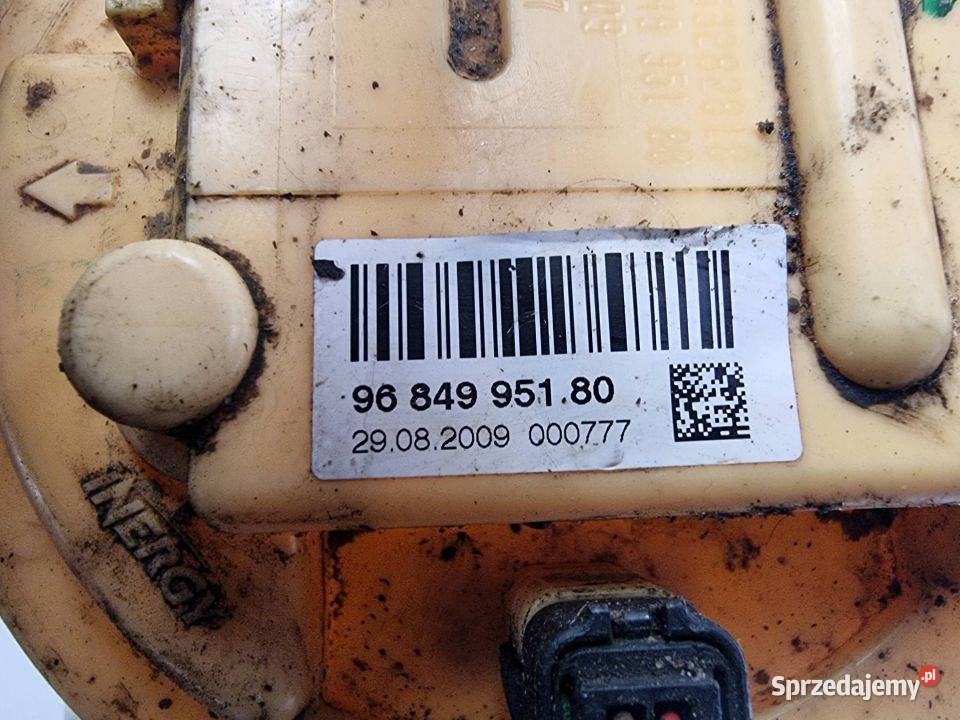 96 849 951.80
29.08.2009 000777
iNERGY
Sprzedajemy.pl